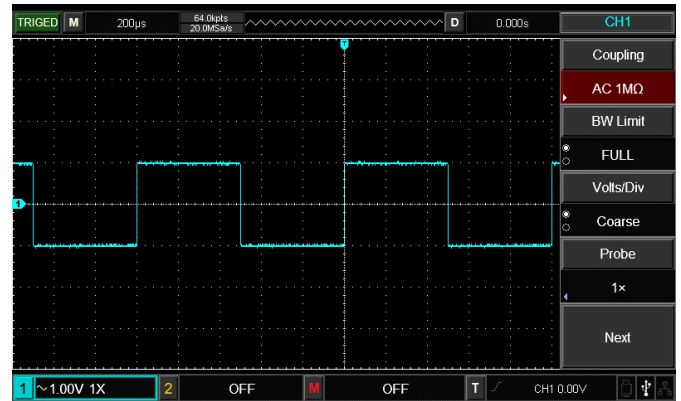 TRIGED M 200μs 64.0kpts D 0.000s CH1
20.0MSa/s
T
Coupling
AC 1MΩ
BW Limit
FULL
Volts/Div
1
Coarse
Probe
1×
Next
1 ~1.00V 1X 2 OFF M OFF T CH1 0.00V